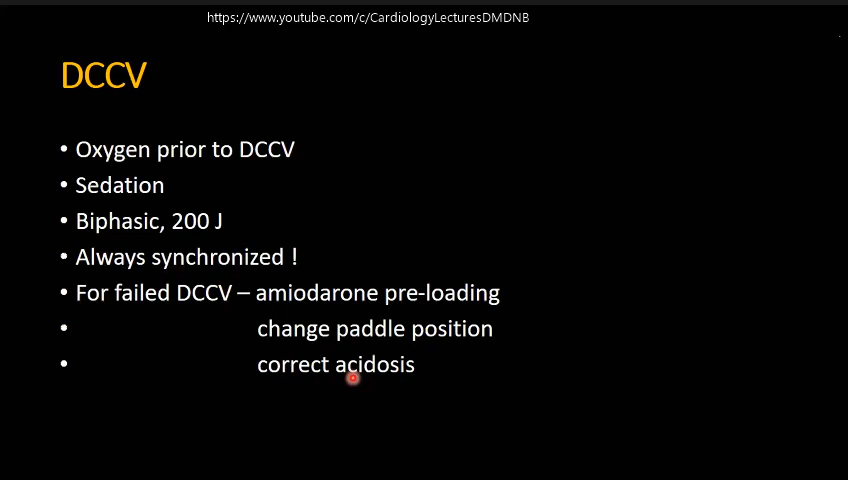 https://www.youtube.com/c/CardiologyLecturesDMDNB
DCCV
• Oxygen prior to DCCV
• Sedation
• Biphasic, 200 J
• Always synchronized !
• For failed DCCV – amiodarone pre-loading
• change paddle position
• correct acidosis